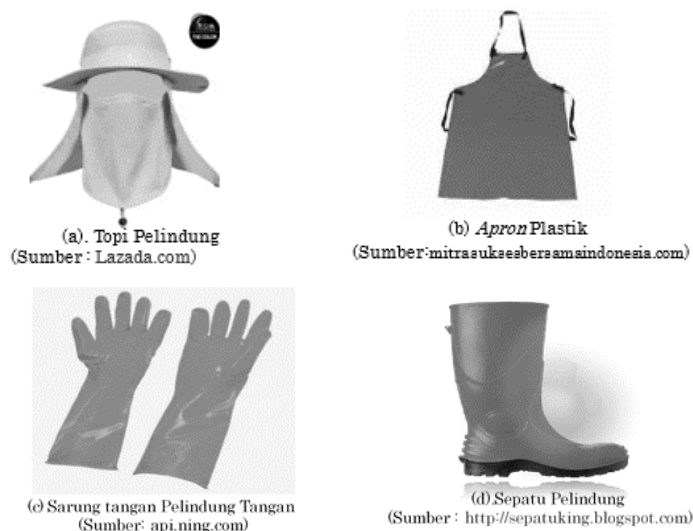 (a). Topi Pelindung
(Sumber : Lazada.com)
(b) Apron Plastik
(Sumber:mitrasuksesbersamaindonesia.com)
(c) Sarung tangan Pelindung Tangan
(Sumber: api.ning.com)
(d).Sepatu Pelindung
(Sumber : http://sepatuking.blogspot.com)